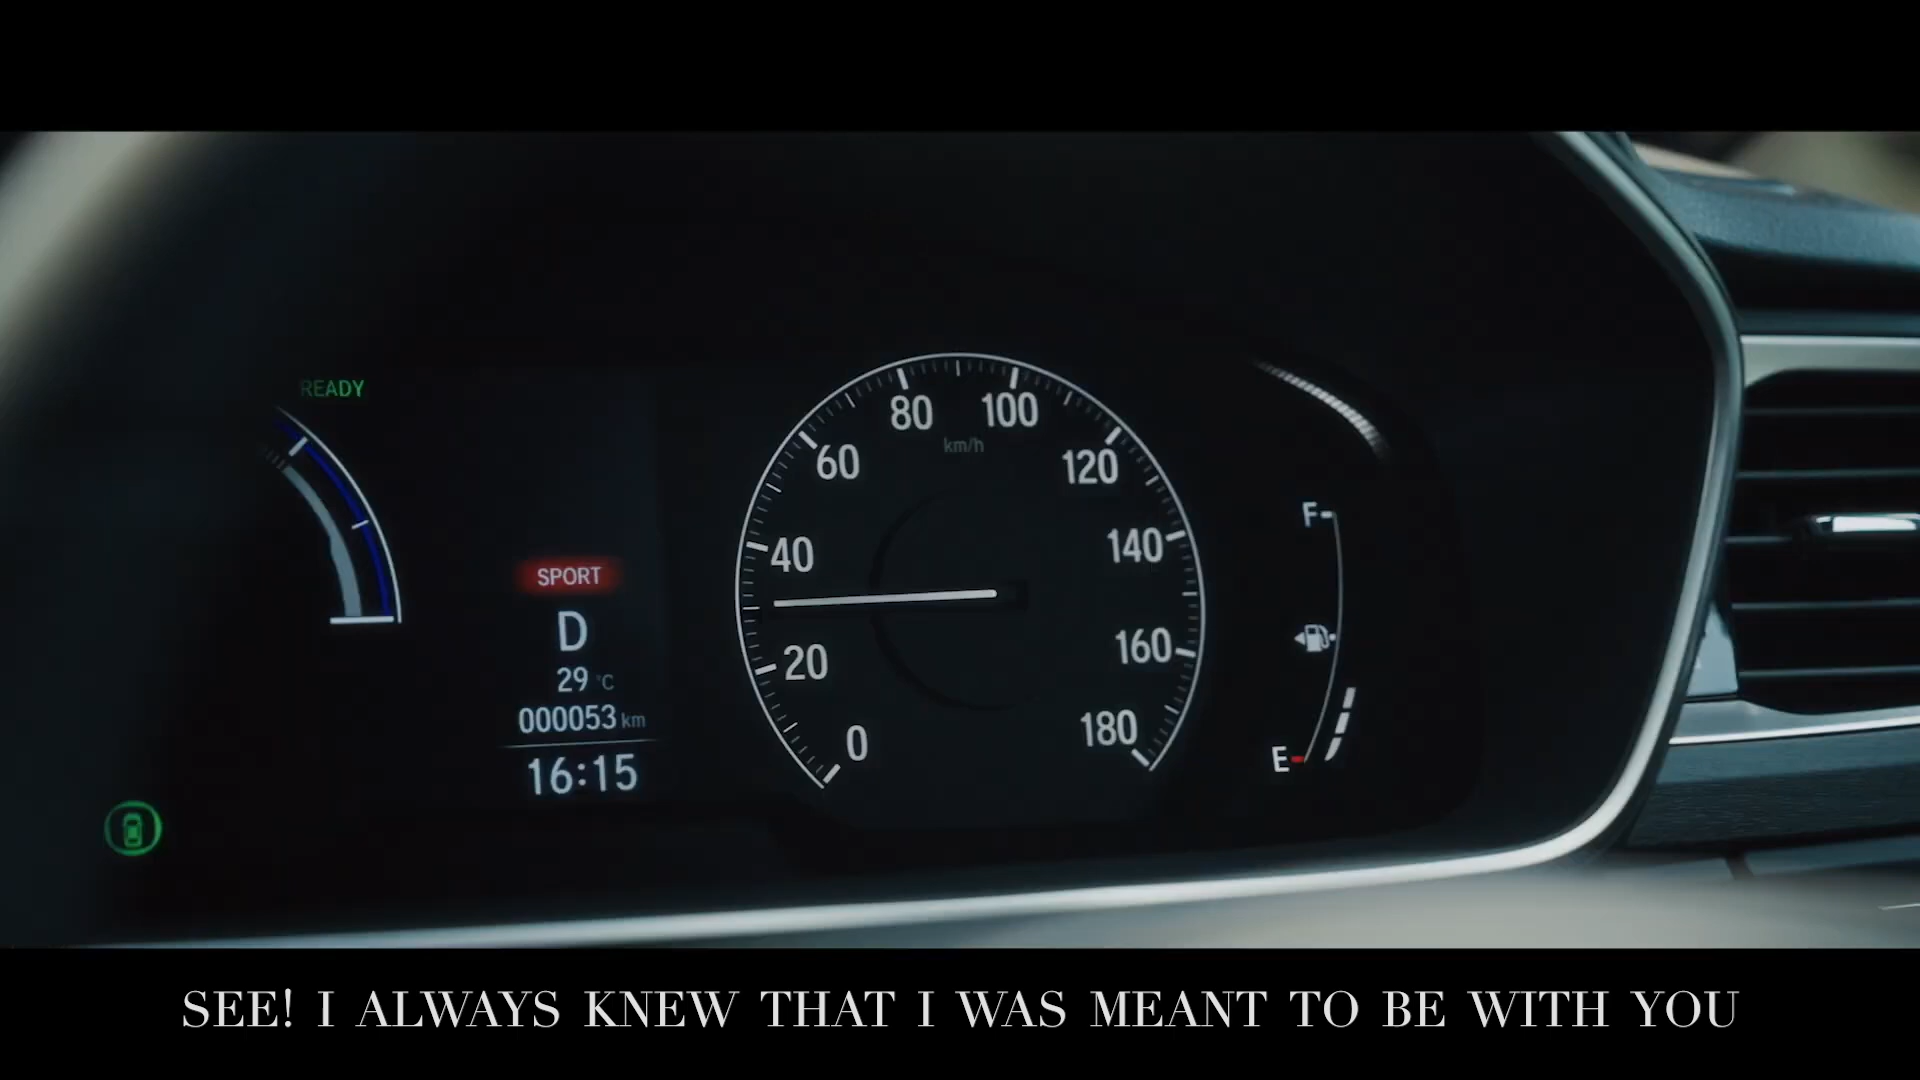 READY
SPORT
D
29 °C
000053 km
16:15
0
20
40
60
80
100
120
140
160
180
km/h
F
E
SEE! I ALWAYS KNEW THAT I WAS MEANT TO BE WITH YOU